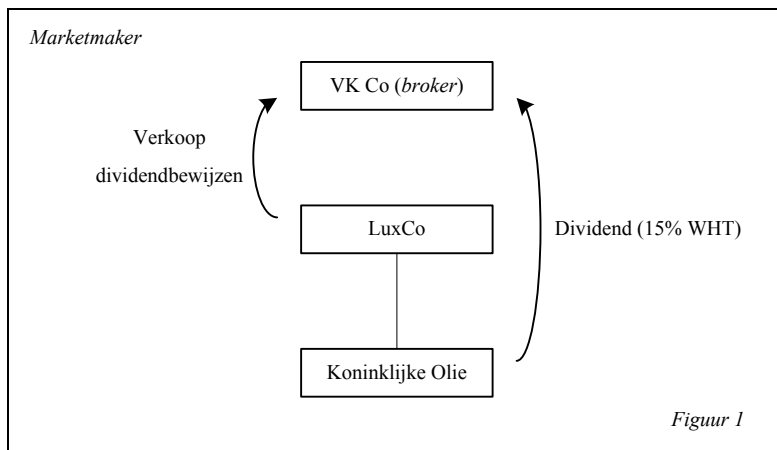 Marketmaker
VK Co (broker)
Verkoop
dividendbewijzen
LuxCo
Dividend (15% WHT)
Koninklijke Olie
Figuur 1